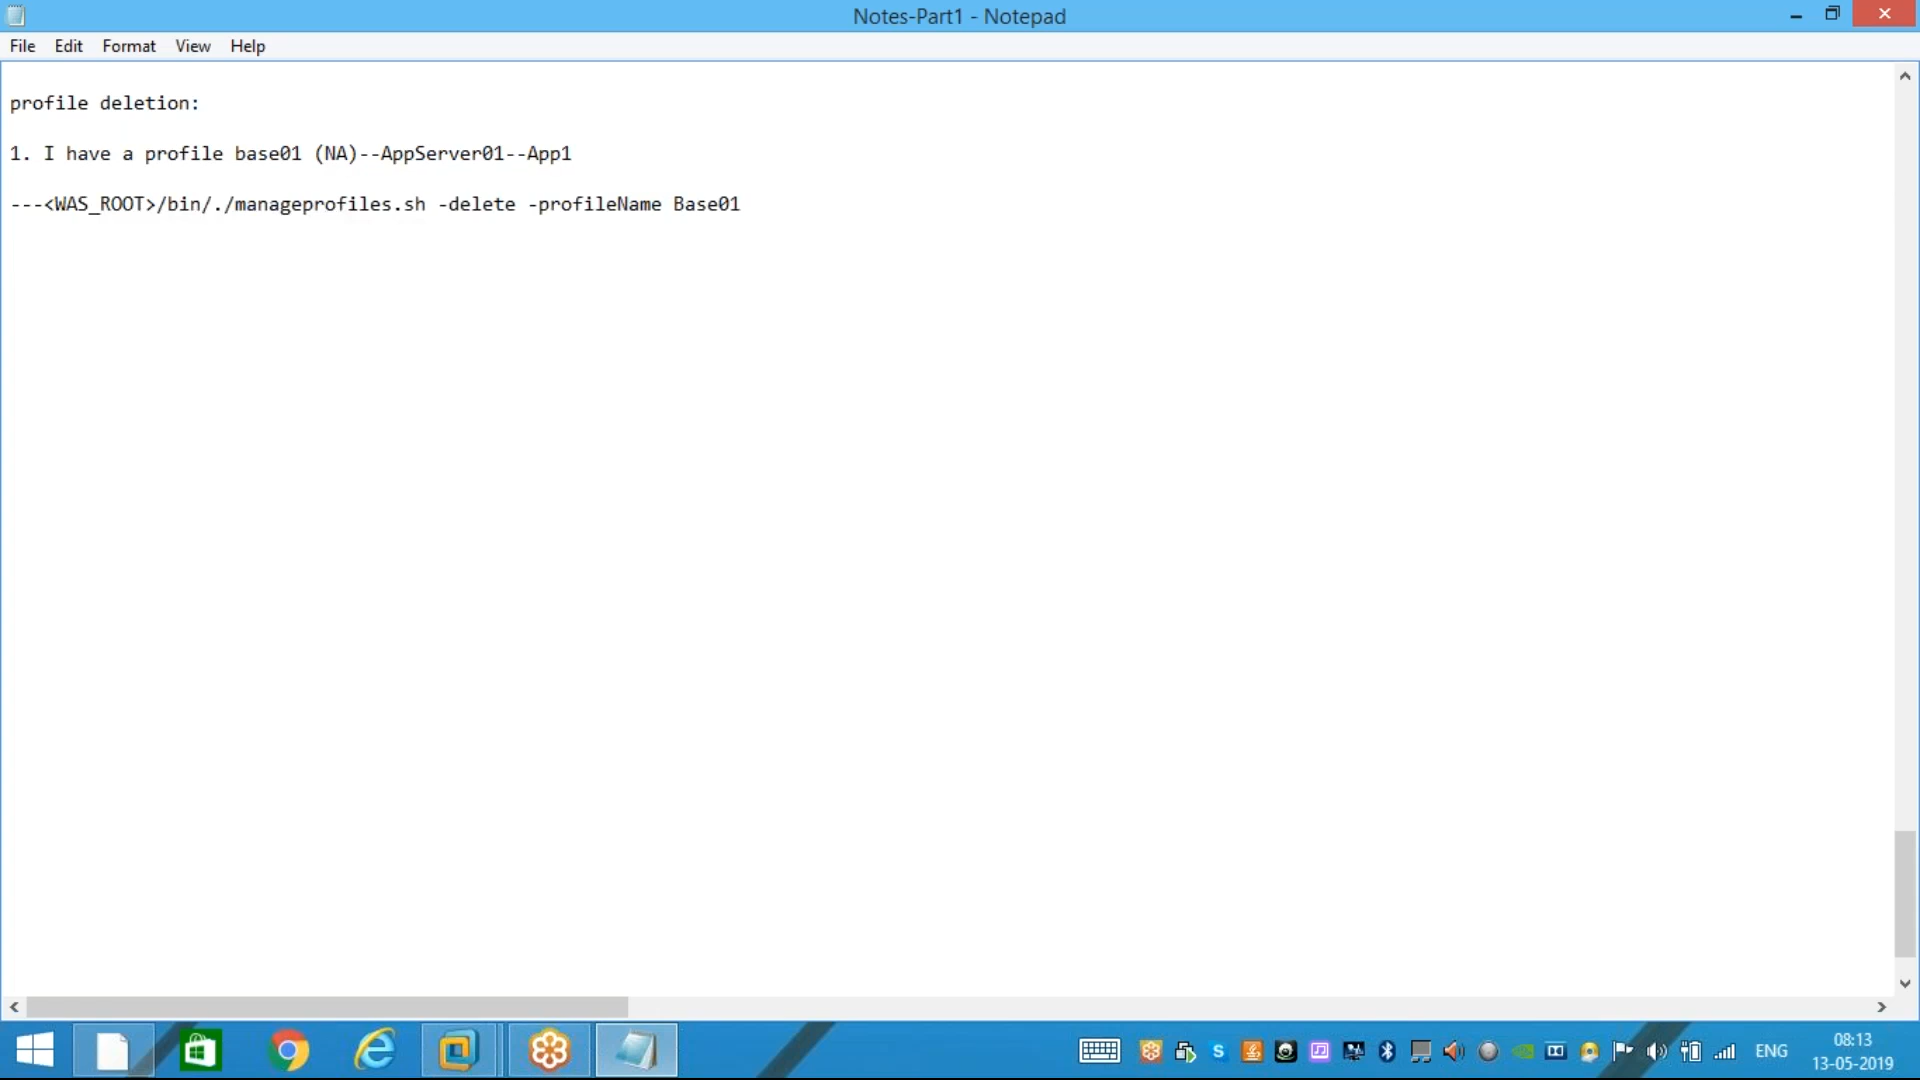 Notes-Part1 - Notepad
File Edit Format View Help
profile deletion:
1. I have a profile base01 (NA)--AppServer01--App1
---<WAS_ROOT>/bin/./manageprofiles.sh -delete -profileName Base01
ENG
08:13
13-05-2019